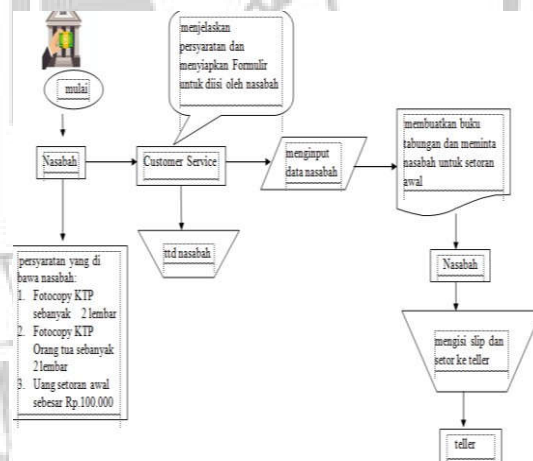 mulai
Nasabah
persyaratan yang di
bawa nasabah:
1. Fotocopy KTP
sebanyak 2 lembar
2. Fotocopy KTP
Orang tua sebanyak
2lembar
3. Uang setoran awal
sebesar Rp.100.000
menjelaskan
persyaratan dan
menyiapkan Formulir
untuk diisi oleh nasabah
Customer Service
ttd nasabah
menginput
data nasabah
membuatkan buku
tabungan dan meminta
nasabah untuk setoran
awal
Nasabah
mengisi slip dan
setor ke teller
teller